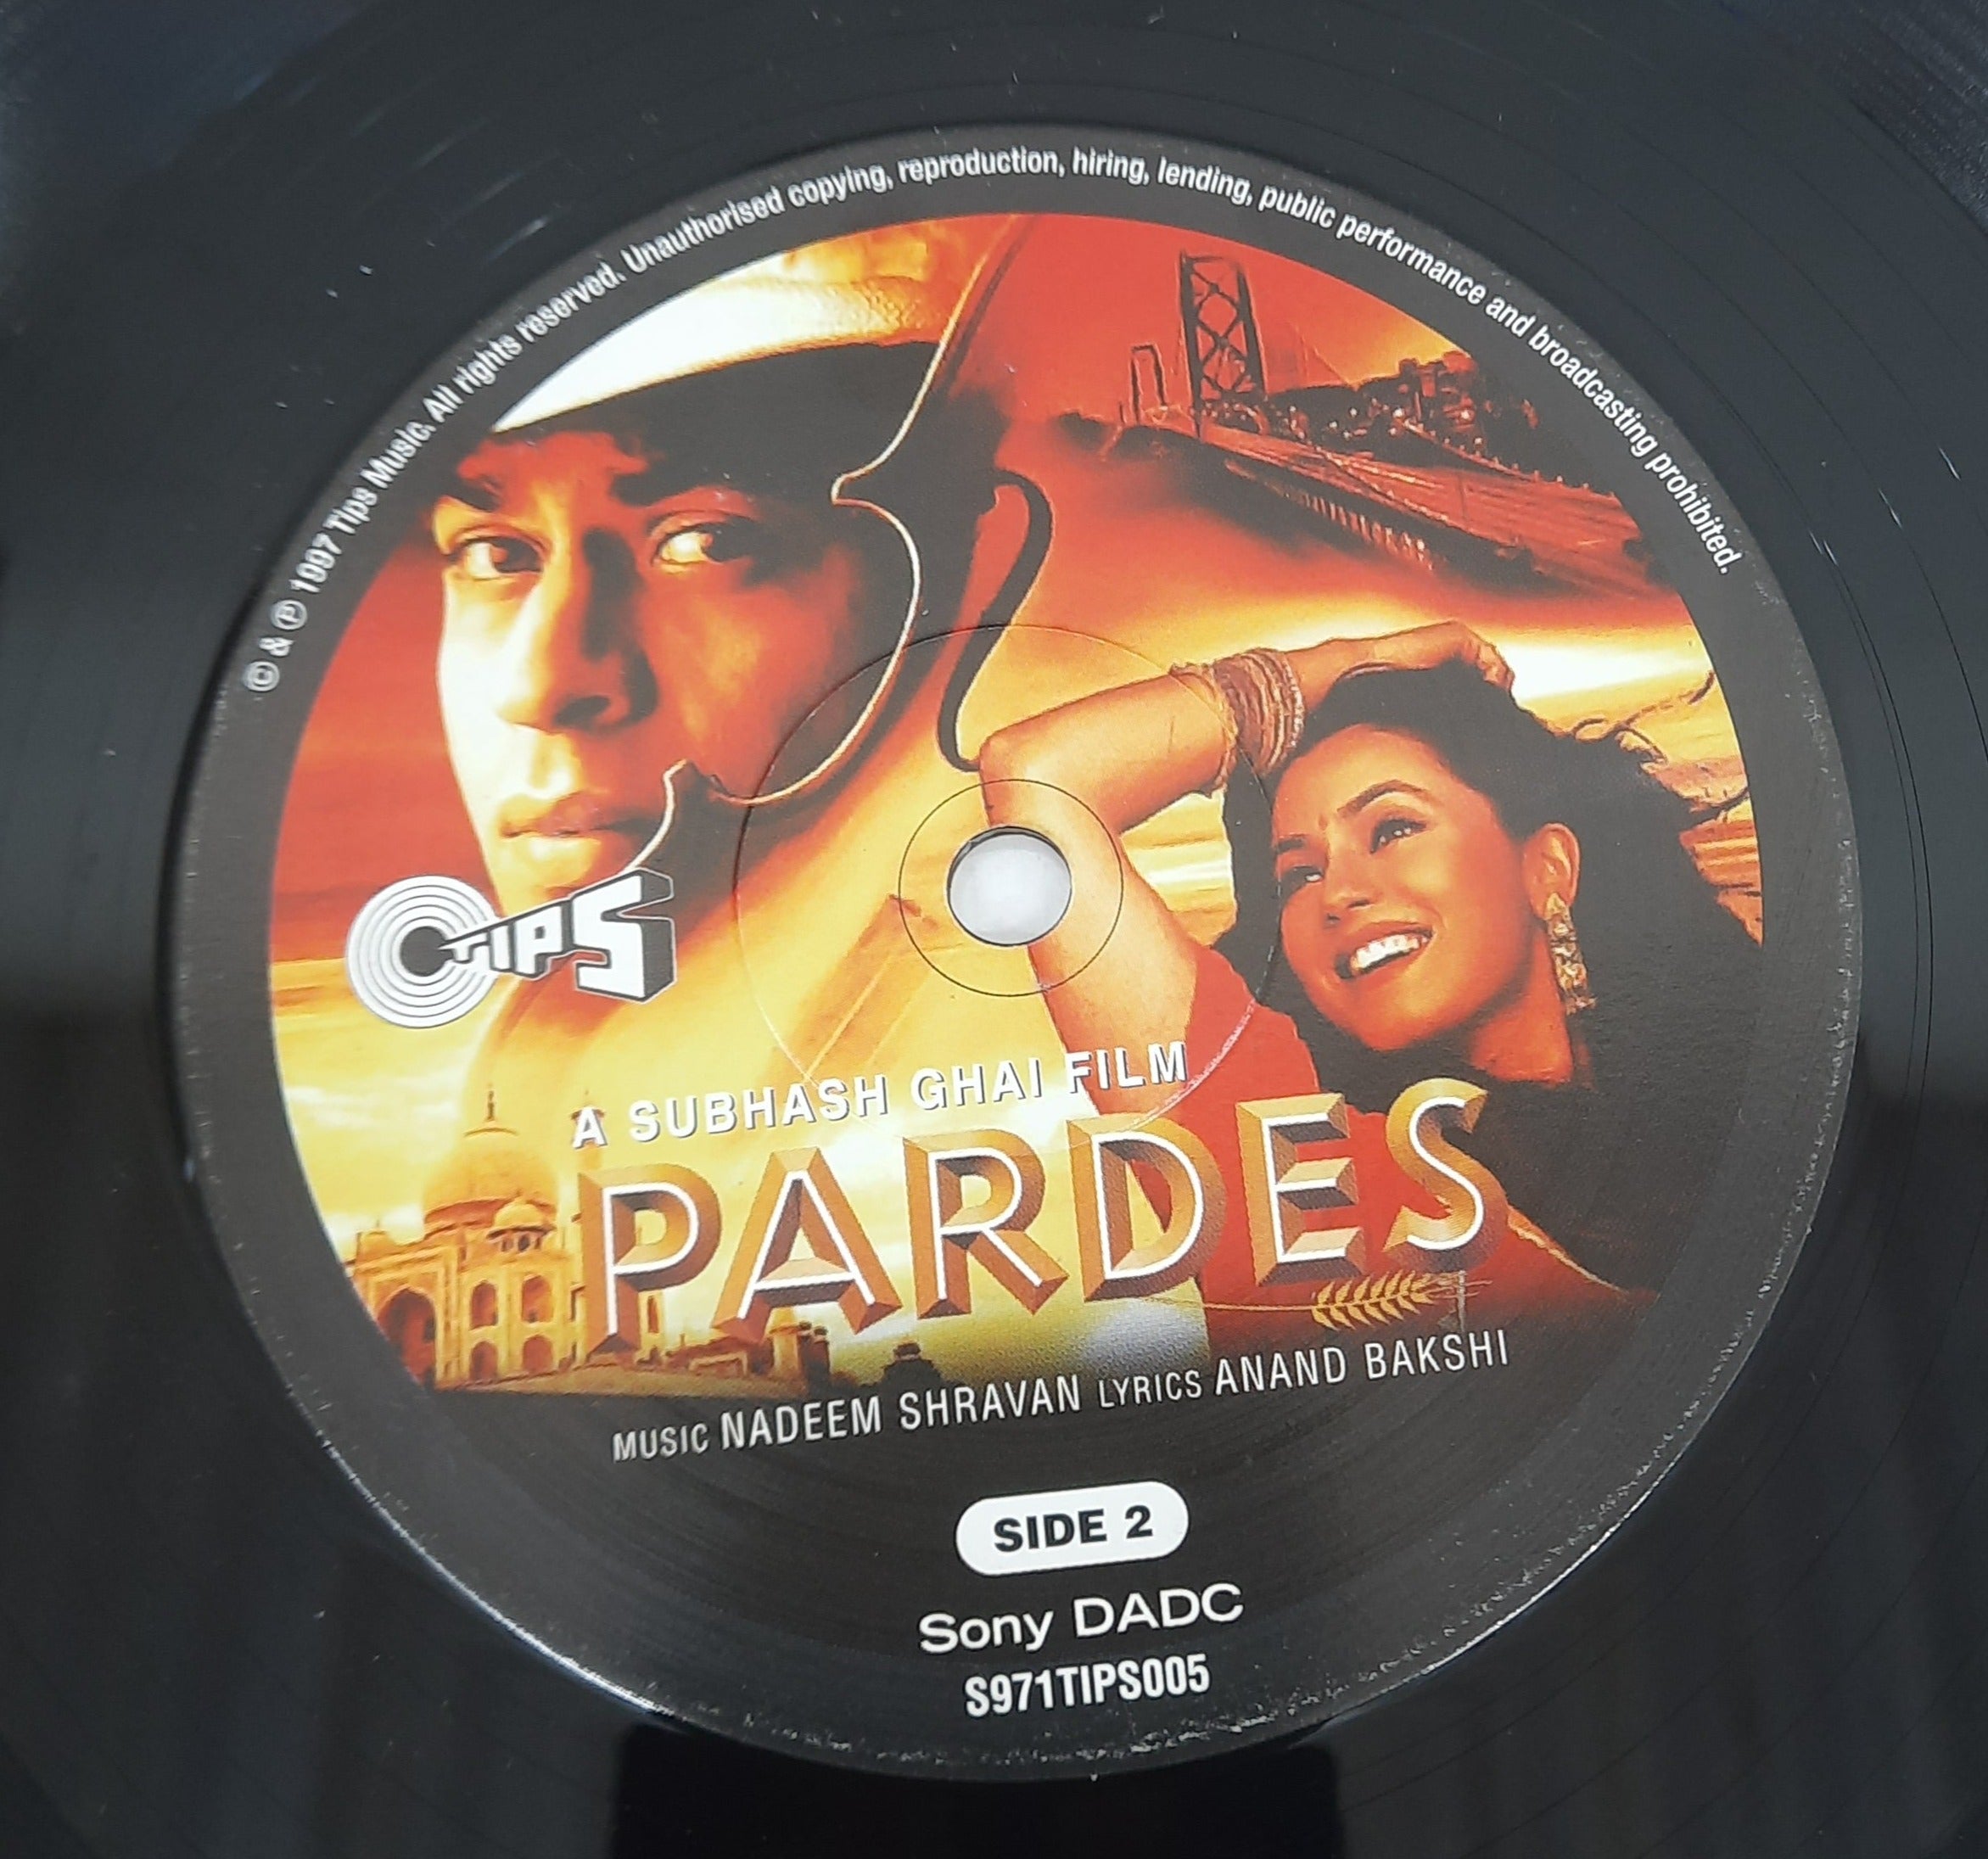 © & ℗ 1997 Tips Music. All rights reserved. Unauthorised copying, reproduction, hiring, lending, public performance and broadcasting prohibited.
TIPS
A SUBHASH GHAI FILM
PARDES
MUSIC NADEEM SHRAVAN LYRICS ANAND BAKSHI
SIDE 2
Sony DADC
S971TIPS005